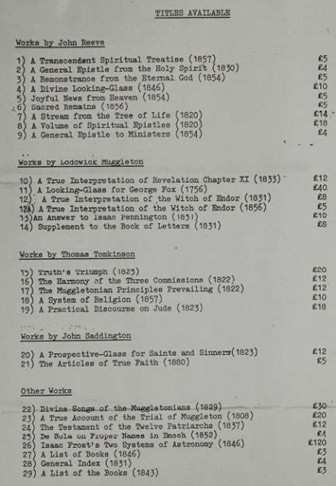 TITLES AVAILABLE
Works by John Reeve
1) A Transcendent Spiritual Treatise (1857) £5
2) A General Epistle from the Holy Spirit (1830) £4
3) A Remonstrance from the Eternal God (1854) £5
4) A Divine Looking-Glass (1846) £10
5) Joyful News from Heaven (1854) £5
6) Sacred Remains (1856) £5
7) A Stream from the Tree of Life (1820) £14
8) A Volume of Spiritual Epistles (1820) £18
9) A General Epistle to Ministers (1854) £4
Works by Lodowick Muggleton
10) A True Interpretation of Revelation Chapter XI (1833) £12
11) A Looking-Glass for George Fox (1756) £40
12) A True Interpretation of the Witch of Endor (1831) £8
12A) A True Interpretation of the Witch of Endor (1856) £5
13) An Answer to Isaac Pennington (1831) £10
14) Supplement to the Book of Letters (1831) £8
Works by Thomas Tomkinson
15) Truth's Triumph (1823) £20
16) The Harmony of the Three Commissions (1822) £12
17) The Muggletonian Principles Prevailing (1822) £12
18) A System of Religion (1857) £10
19) A Practical Discourse on Jude (1823) £18
Works by John Saddington
20) A Prospective-Glass for Saints and Sinners(1823) £12
21) The Articles of True Faith (1880) £5
Other Works
22) Divine Songs of the Muggletonians (1829) £30
23) A True Account of the Trial of Muggleton (1808) £20
24) The Testament of the Twelve Patriarchs (1837) £12
25) De Sola on Proper Names in Enoch (1852) £4
26) Isaac Frost's Two Systems of Astronomy (1846) £120
27) A List of Books (1846) £3
28) General Index (1831) £4
29) A List of the Books (1843) £3